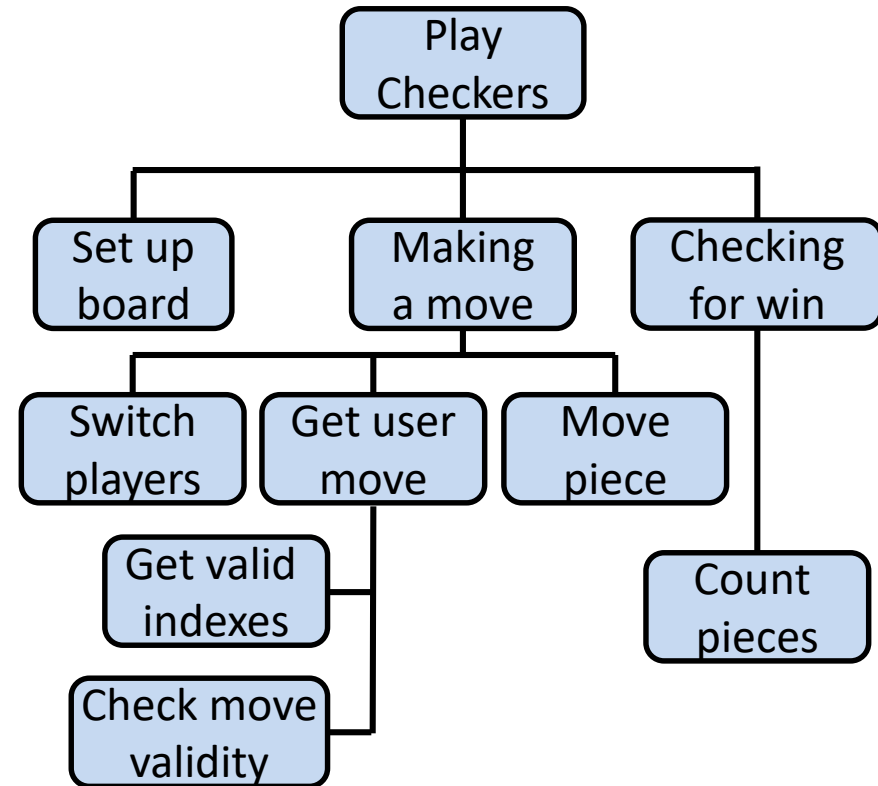 Play
Checkers
Set up
board
Making
a move
Checking
for win
Switch
players
Get user
move
Move
piece
Get valid
indexes
Count
pieces
Check move
validity